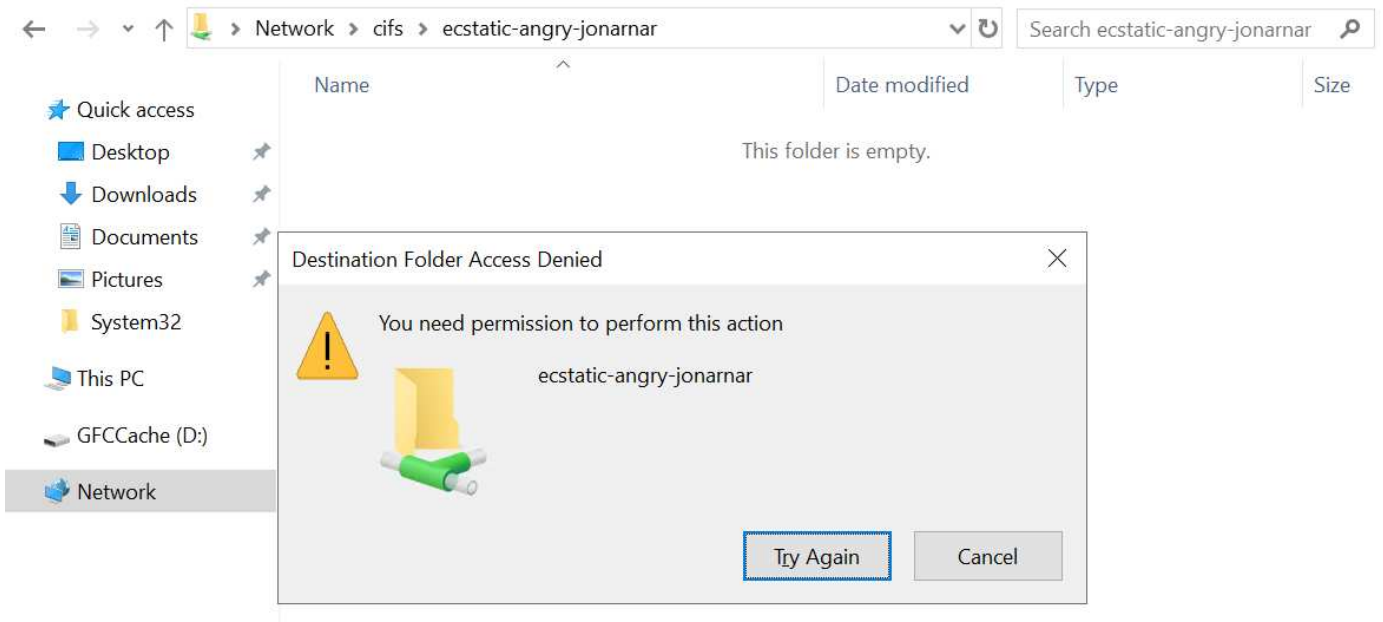 Network > cifs > ecstatic-angry-jonarnar
Search ecstatic-angry-jonarnar
Name Date modified Type Size
This folder is empty.
Quick access
Desktop
Downloads
Documents
Pictures
System32
This PC
GFCCache (D:)
Network
Destination Folder Access Denied
You need permission to perform this action
ecstatic-angry-jonarnar
Try Again Cancel